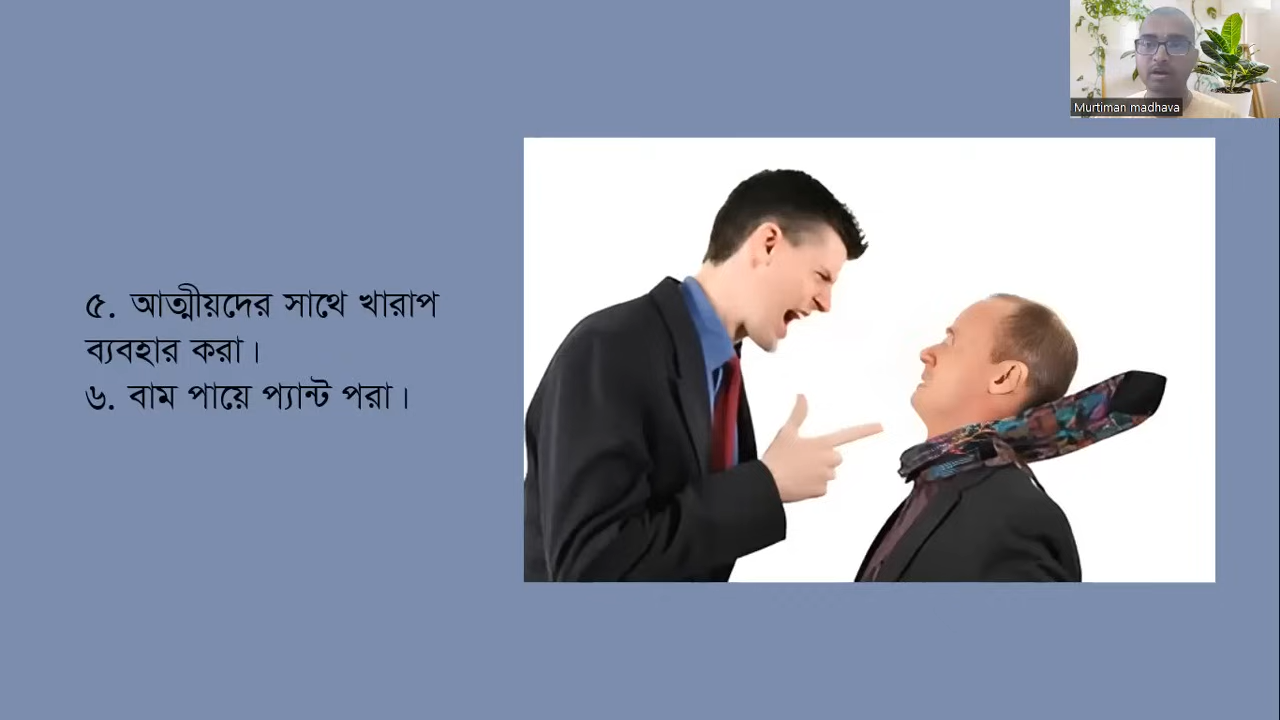 Murtiman madhava
৫. আত্মীয়দের সাথে খারাপ
ব্যবহার করা।
৬. বাম পায়ে প্যান্ট পরা।